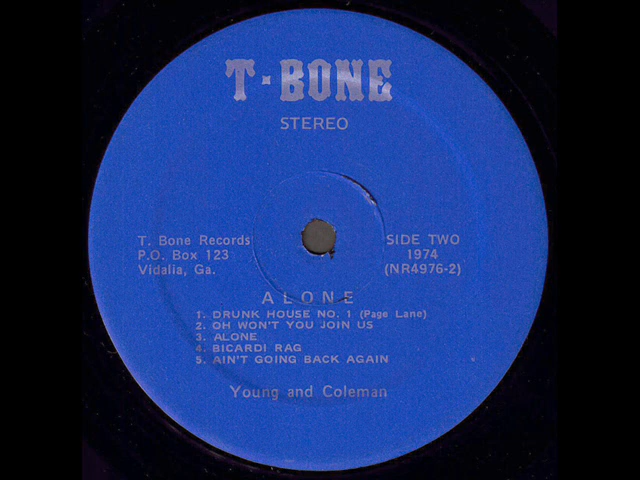 T-BONE
STEREO
T. Bone Records
P.O. Box 123
Vidalia, Ga.
SIDE TWO
1974
(NR4976-2)
ALONE
1. DRUNK HOUSE NO. 1 (Page Lane)
2. OH WON'T YOU JOIN US
3. ALONE
4. BICARDI RAG
5. AIN'T GOING BACK AGAIN
Young and Coleman